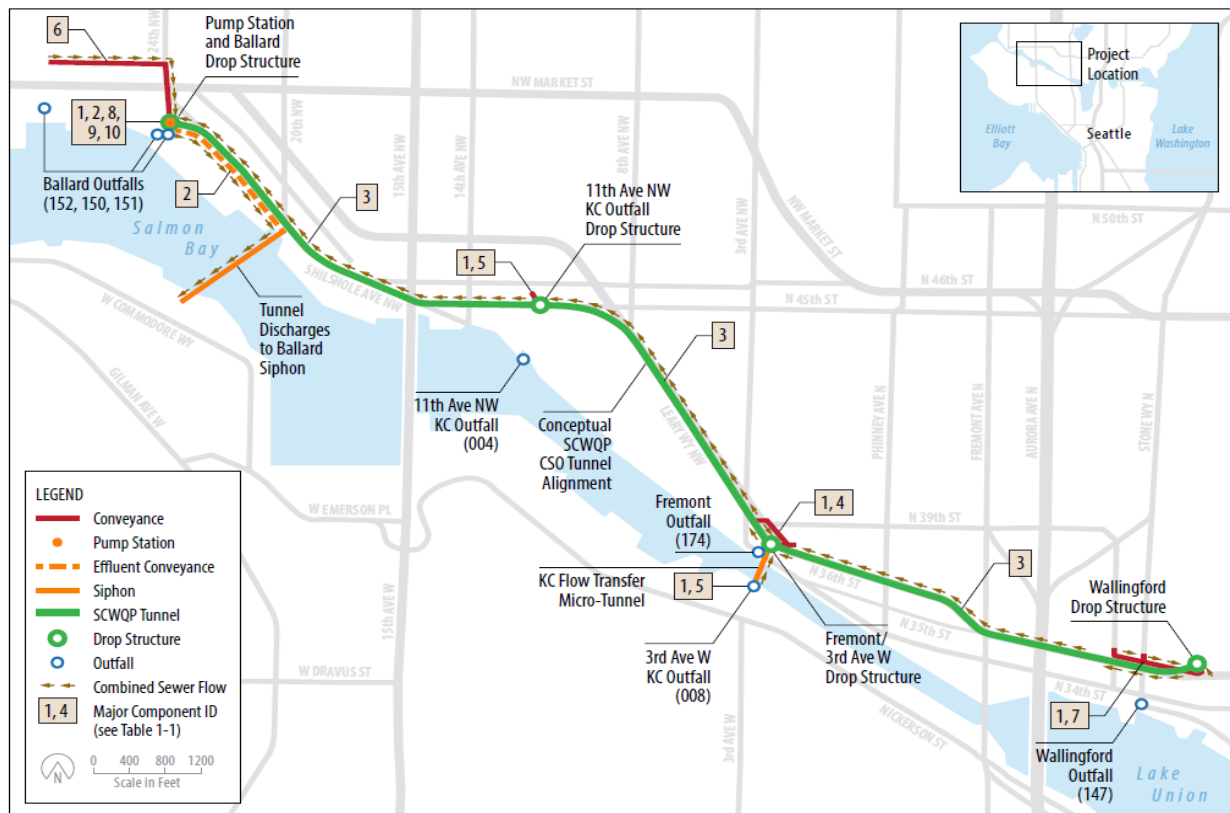 6
24th NW
Pump Station
and Ballard
Drop Structure
NW MARKET ST
Project
Location
Elliott
Bay
Seattle
Lake
Washington
1, 2, 8,
9, 10
20th NW
15th AVE NW
14th AVE NW
8th AVE NW
3rd AVE NW
NW MARKET ST
Ballard Outfalls
(152, 150, 151)
2
3
11th Ave NW
KC Outfall
Drop Structure
N 50th ST
Salmon
Bay
1, 5
SHILSHOLE AVE NW
N 46th ST
N 45th ST
W COMMODORE WY
Tunnel
Discharges
to Ballard
Siphon
GILMAN AVE W
11th Ave NW
KC Outfall
(004)
Conceptual
SCWQP
CSO Tunnel
Alignment
3
LEARY WY NW
PHINNEY AVE N
FREMONT AVE N
AURORA AVE N
STONE WY N
W EMERSON PL
Fremont
Outfall
(174)
1, 4
N 39th ST
KC Flow Transfer
Micro-Tunnel
1, 5
N 36th ST
3
Wallingford
Drop Structure
15th AVE W
N 35th ST
3rd Ave W
KC Outfall
(008)
Fremont/
3rd Ave W
Drop Structure
W DRAVUS ST
N 34th ST
1, 7
3rd AVE W
NICKERSON ST
Wallingford
Outfall
(147)
Lake
Union
LEGEND
Conveyance
Pump Station
Effluent Conveyance
Siphon
SCWQP Tunnel
Drop Structure
Outfall
Combined Sewer Flow
1, 4 Major Component ID
(see Table 1-1)
N
0 400 800 1200
Scale in Feet